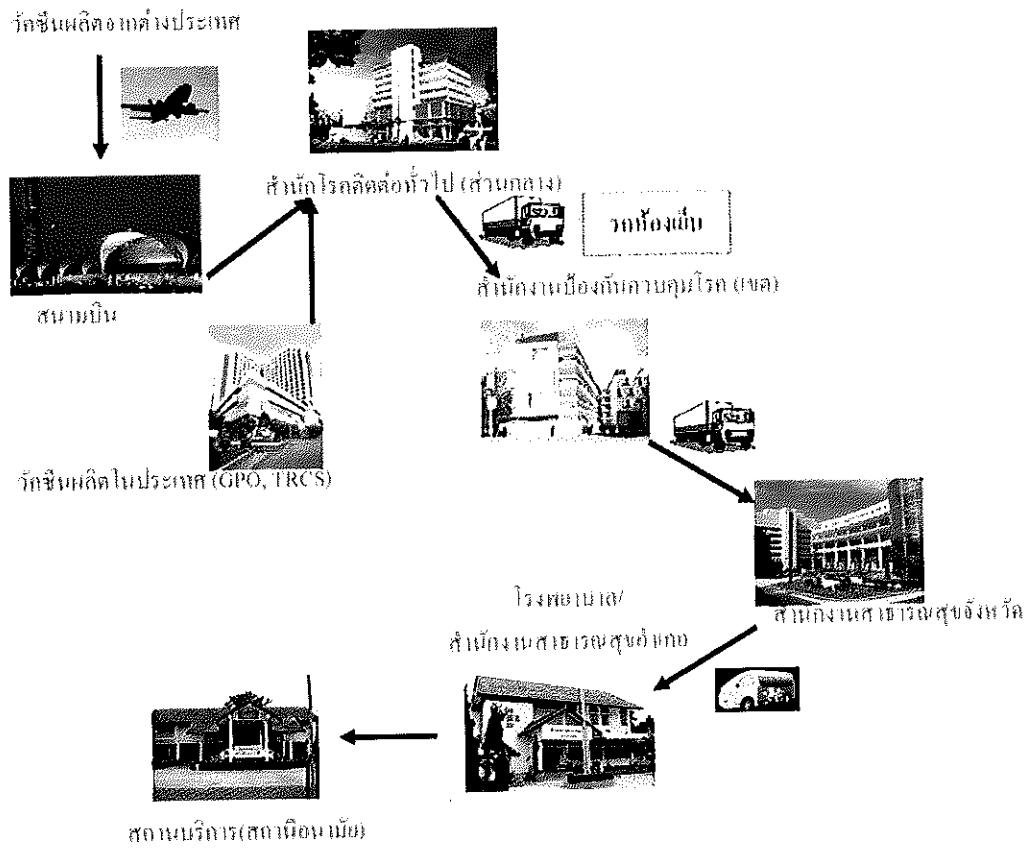 วัคซีนผลิตจากต่างประเทศ
สำนักโรคติดต่อทั่วไป (ส่วนกลาง)
รถห้องเย็น
สำนักงานป้องกันควบคุมโรค (เขต)
สนามบิน
วัคซีนผลิตในประเทศ (GPO, TRCS)
สำนักงานสาธารณสุขจังหวัด
โรงพยาบาล/
สำนักงานสาธารณสุขอำเภอ
สถานบริการ(สถานีอนามัย)